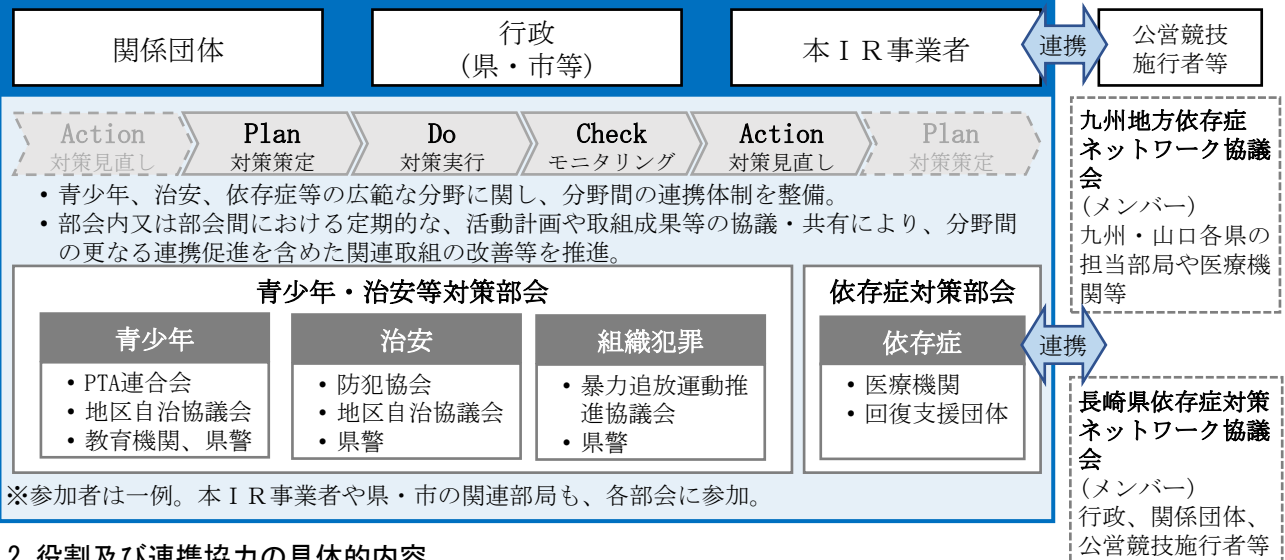 関係団体
行政
(県・市等)
本ＩＲ事業者
連携
公営競技
施行者等
Action
対策見直し
Plan
対策策定
Do
対策実行
Check
モニタリング
Action
対策見直し
Plan
対策策定
• 青少年、治安、依存症等の広範な分野に関し、分野間の連携体制を整備。
• 部会内又は部会間における定期的な、活動計画や取組成果等の協議・共有により、分野間
の更なる連携促進を含めた関連取組の改善等を推進。
青少年・治安等対策部会
青少年
• PTA連合会
• 地区自治協議会
• 教育機関、県警
治安
• 防犯協会
• 地区自治協議会
• 県警
組織犯罪
• 暴力追放運動推
進協議会
• 県警
依存症対策部会
依存症
• 医療機関
• 回復支援団体
連携
九州地方依存症
ネットワーク協議
会
(メンバー)
九州・山口各県の
担当部局や医療機
関等
長崎県依存症対策
ネットワーク協議
会
(メンバー)
行政、関係団体、
公営競技施行者等
※参加者は一例。本ＩＲ事業者や県・市の関連部局も、各部会に参加。
2 役割及び連携協力の具体的内容